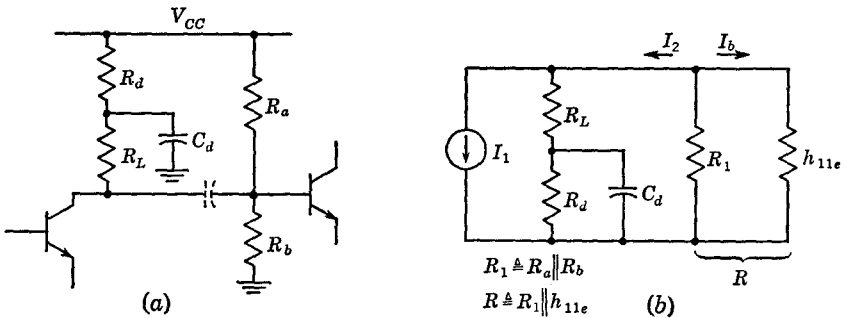 V_CC
R_d
R_a
C_d
R_L
R_b
(a)
I_2 I_b
R_L
I_1
R_1
h_11e
R_d
C_d
R_1 ≜ R_a‖R_b
R
R ≜ R_1‖h_11e
(b)